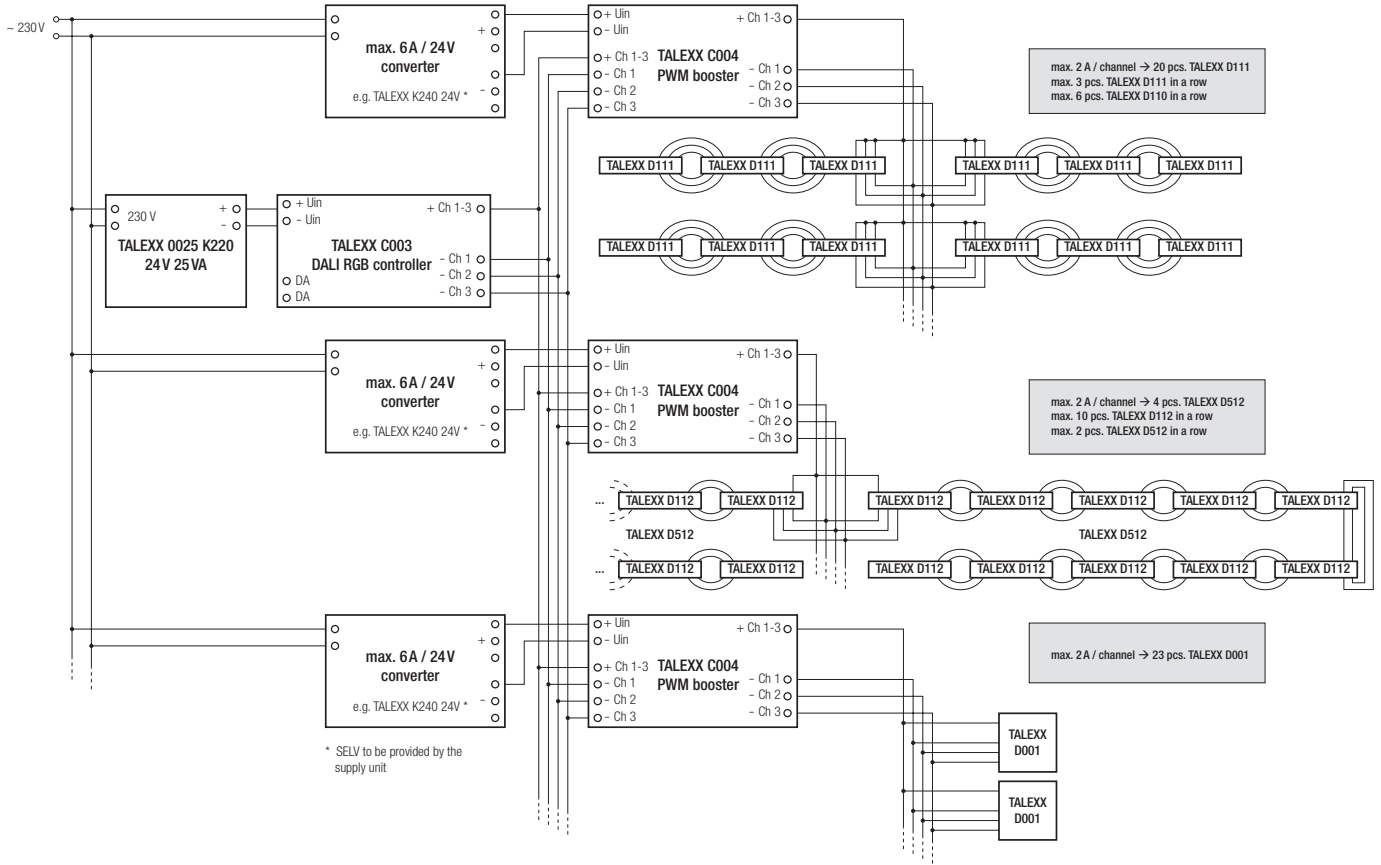 ~ 230 V
max. 6 A / 24 V
converter
e.g. TALEXX K240 24V *
+
-
+ Uin
- Uin
+ Ch 1-3
- Ch 1
- Ch 2
- Ch 3
TALEXX C004
PWM booster
+ Ch 1-3
- Ch 1
- Ch 2
- Ch 3
max. 2 A / channel → 20 pcs. TALEXX D111
max. 3 pcs. TALEXX D111 in a row
max. 6 pcs. TALEXX D110 in a row
TALEXX D111 TALEXX D111 TALEXX D111 TALEXX D111 TALEXX D111 TALEXX D111
230 V
+
-
TALEXX 0025 K220
24 V 25 VA
+ Uin
- Uin
+ Ch 1-3
TALEXX C003
DALI RGB controller
- Ch 1
- Ch 2
- Ch 3
DA
DA
TALEXX D111 TALEXX D111 TALEXX D111 TALEXX D111 TALEXX D111 TALEXX D111
max. 6 A / 24 V
converter
e.g. TALEXX K240 24V *
+
-
+ Uin
- Uin
+ Ch 1-3
- Ch 1
- Ch 2
- Ch 3
TALEXX C004
PWM booster
+ Ch 1-3
- Ch 1
- Ch 2
- Ch 3
max. 2 A / channel → 4 pcs. TALEXX D512
max. 10 pcs. TALEXX D112 in a row
max. 2 pcs. TALEXX D512 in a row
... TALEXX D112 TALEXX D112 TALEXX D112 TALEXX D112 TALEXX D112 TALEXX D112 TALEXX D112
TALEXX D512 TALEXX D512
... TALEXX D112 TALEXX D112 TALEXX D112 TALEXX D112 TALEXX D112 TALEXX D112 TALEXX D112
max. 6 A / 24 V
converter
e.g. TALEXX K240 24V *
+
-
+ Uin
- Uin
+ Ch 1-3
- Ch 1
- Ch 2
- Ch 3
TALEXX C004
PWM booster
+ Ch 1-3
- Ch 1
- Ch 2
- Ch 3
max. 2 A / channel → 23 pcs. TALEXX D001
* SELV to be provided by the
supply unit
TALEXX
D001
TALEXX
D001